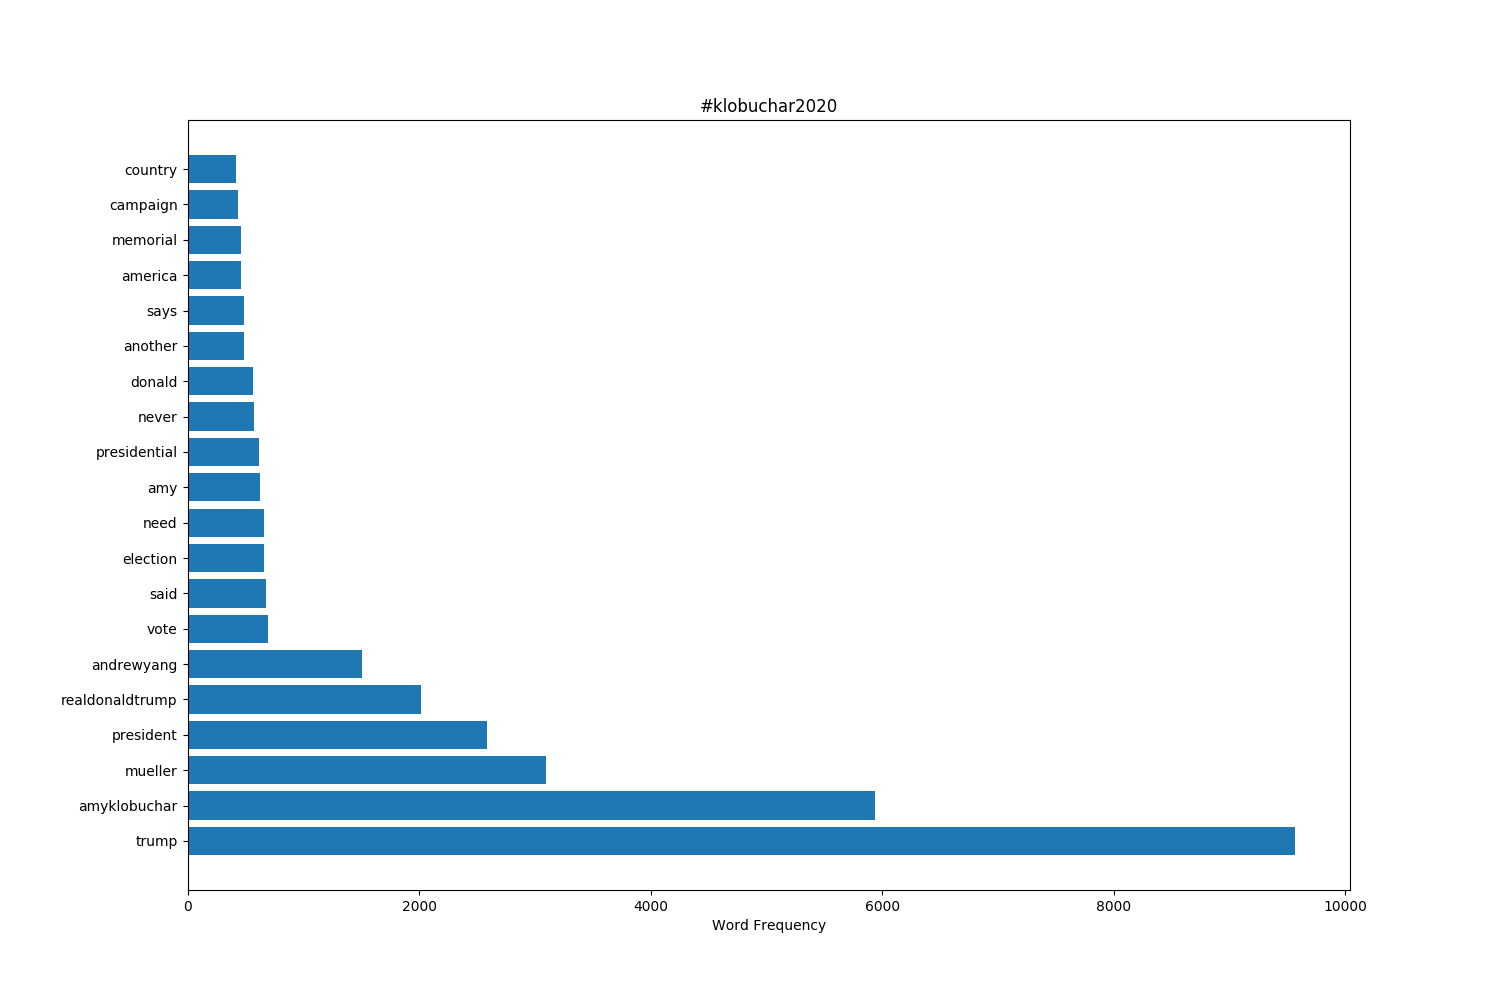 #klobuchar2020
country
campaign
memorial
america
says
another
donald
never
presidential
amy
need
election
said
vote
andrewyang
realdonaldtrump
president
mueller
amyklobuchar
trump
0 2000 4000 6000 8000 10000
Word Frequency